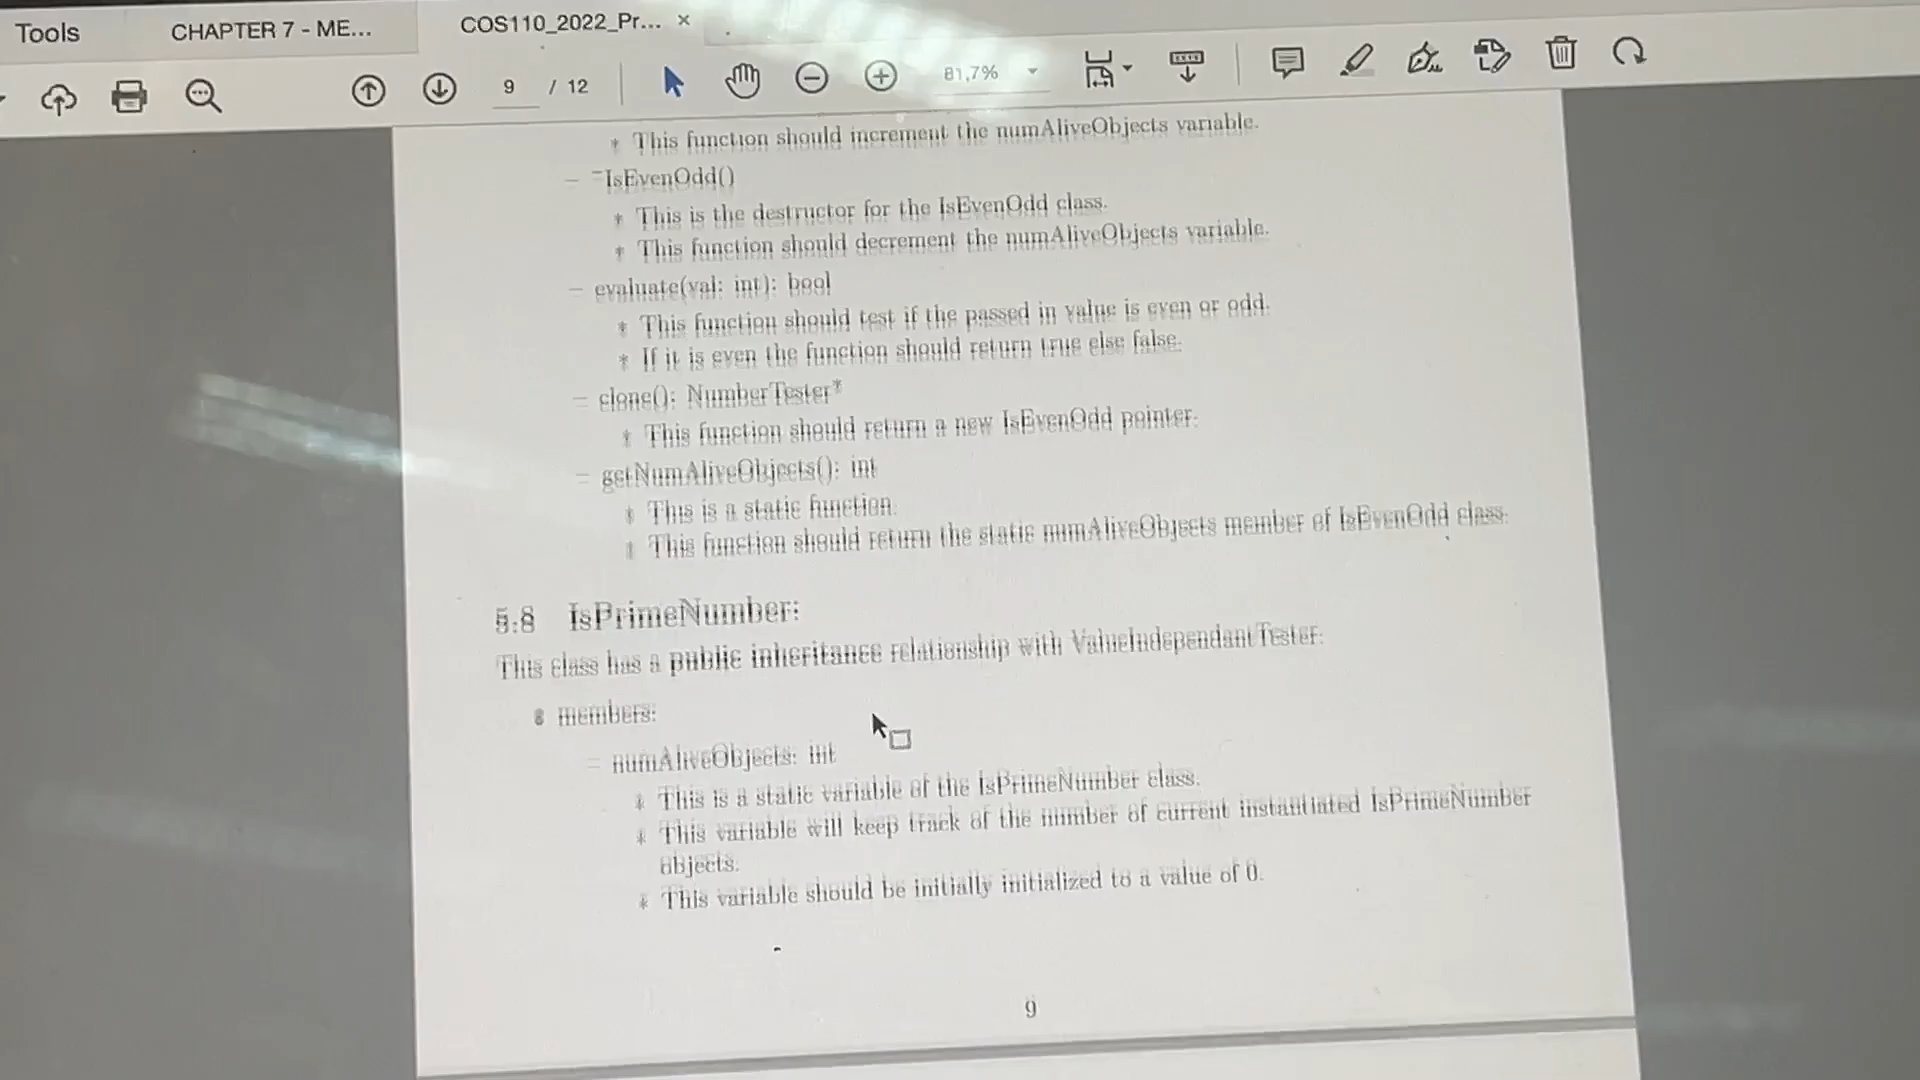 Tools
CHAPTER 7 - ME...
COS110_2022_Pr... ×
9 / 12
81,7%
* This function should increment the numAliveObjects variable.
– ~IsEvenOdd()
* This is the destructor for the IsEvenOdd class.
* This function should decrement the numAliveObjects variable.
– evaluate(val: int): bool
* This function should test if the passed in value is even or odd.
* If it is even the function should return true else false.
– clone(): NumberTester*
* This function should return a new IsEvenOdd pointer.
– getNumAliveObjects(): int
* This is a static function.
* This function should return the static numAliveObjects member of IsEvenOdd class.
5.8 IsPrimeNumber:
This class has a public inheritance relationship with ValueIndependantTester.
• members:
– numAliveObjects: int
* This is a static variable of the IsPrimeNumber class.
* This variable will keep track of the number of current instantiated IsPrimeNumber
objects.
* This variable should be initially initialized to a value of 0.
9